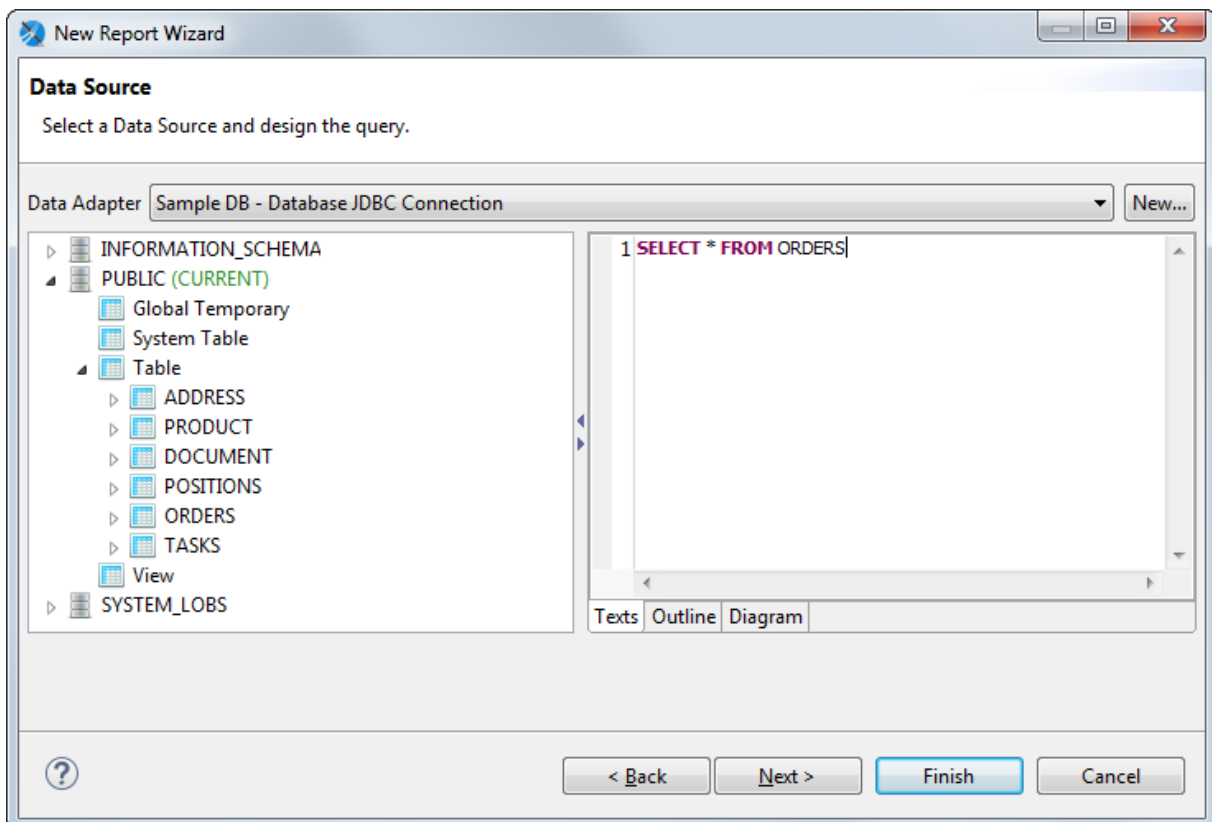 New Report Wizard
Data Source
Select a Data Source and design the query.
Data Adapter Sample DB - Database JDBC Connection New...
INFORMATION_SCHEMA
PUBLIC (CURRENT)
Global Temporary
System Table
Table
ADDRESS
PRODUCT
DOCUMENT
POSITIONS
ORDERS
TASKS
View
SYSTEM_LOBS
1 SELECT * FROM ORDERS
Texts Outline Diagram
? < Back Next > Finish Cancel